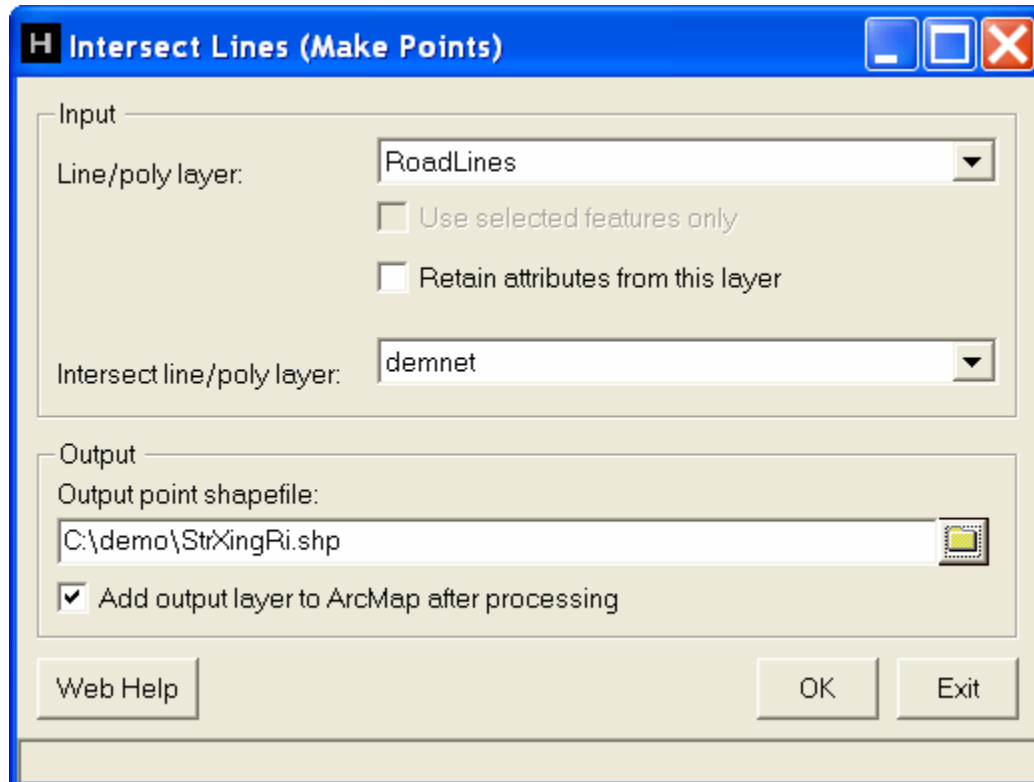 H Intersect Lines (Make Points)
Input
Line/poly layer:
RoadLines
Use selected features only
Retain attributes from this layer
Intersect line/poly layer:
demnet
Output
Output point shapefile:
C:\demo\StrXingRi.shp
Add output layer to ArcMap after processing
Web Help
OK
Exit